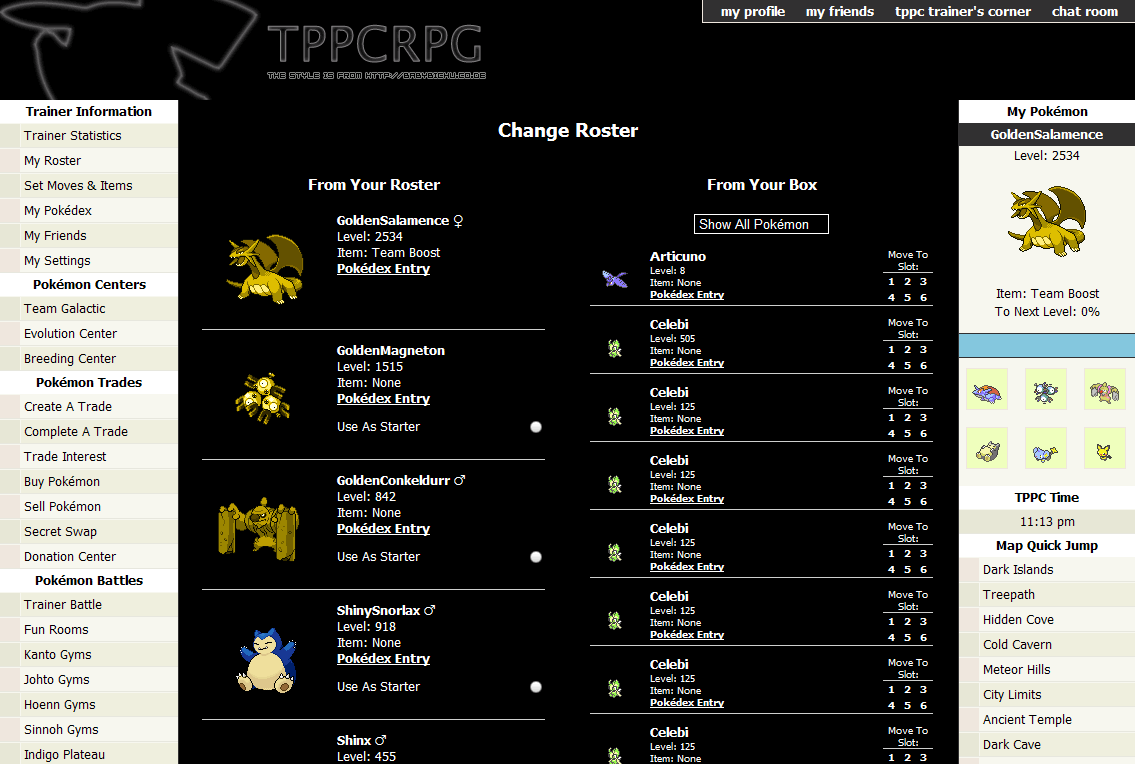 my profile my friends tppc trainer's corner chat room
TPPCRPG
THE STYLE IS FROM HTTP://BABYBICHU.CO.DE
Trainer Information
Trainer Statistics
My Roster
Set Moves & Items
My Pokédex
My Friends
My Settings
Pokémon Centers
Team Galactic
Evolution Center
Breeding Center
Pokémon Trades
Create A Trade
Complete A Trade
Trade Interest
Buy Pokémon
Sell Pokémon
Secret Swap
Donation Center
Pokémon Battles
Trainer Battle
Fun Rooms
Kanto Gyms
Johto Gyms
Hoenn Gyms
Sinnoh Gyms
Indigo Plateau
Change Roster
From Your Roster
GoldenSalamence ♀
Level: 2534
Item: Team Boost
Pokédex Entry
GoldenMagneton
Level: 1515
Item: None
Pokédex Entry
Use As Starter
GoldenConkeldurr ♂
Level: 842
Item: None
Pokédex Entry
Use As Starter
ShinySnorlax ♂
Level: 918
Item: None
Pokédex Entry
Use As Starter
Shinx ♂
Level: 455
From Your Box
Show All Pokémon
Articuno
Level: 8
Item: None
Pokédex Entry
Move To
Slot:
1 2 3
4 5 6
Celebi
Level: 505
Item: None
Pokédex Entry
Move To
Slot:
1 2 3
4 5 6
Celebi
Level: 125
Item: None
Pokédex Entry
Move To
Slot:
1 2 3
4 5 6
Celebi
Level: 125
Item: None
Pokédex Entry
Move To
Slot:
1 2 3
4 5 6
Celebi
Level: 125
Item: None
Pokédex Entry
Move To
Slot:
1 2 3
4 5 6
Celebi
Level: 125
Item: None
Pokédex Entry
Move To
Slot:
1 2 3
4 5 6
Celebi
Level: 125
Item: None
Pokédex Entry
Move To
Slot:
1 2 3
4 5 6
Celebi
Level: 125
Item: None
Move To
Slot:
1 2 3
My Pokémon
GoldenSalamence
Level: 2534
Item: Team Boost
To Next Level: 0%
TPPC Time
11:13 pm
Map Quick Jump
Dark Islands
Treepath
Hidden Cove
Cold Cavern
Meteor Hills
City Limits
Ancient Temple
Dark Cave